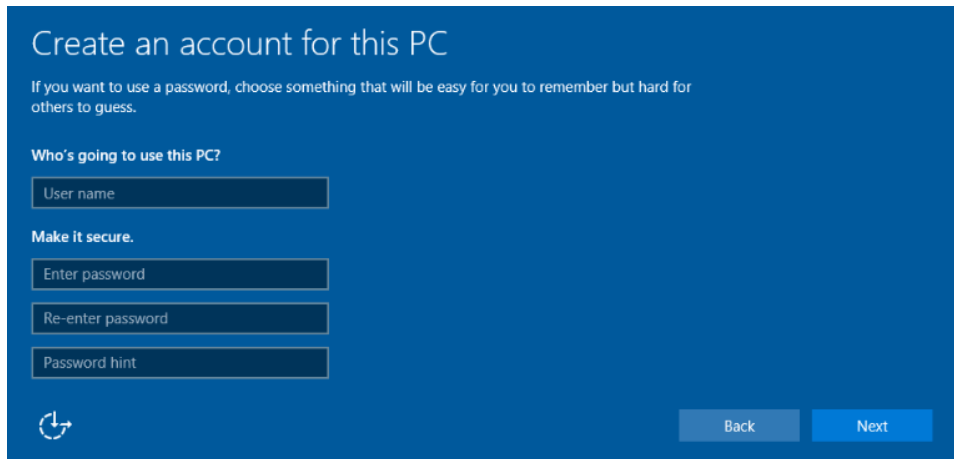 Create an account for this PC
If you want to use a password, choose something that will be easy for you to remember but hard for
others to guess.
Who's going to use this PC?
User name
Make it secure.
Enter password
Re-enter password
Password hint
Back
Next